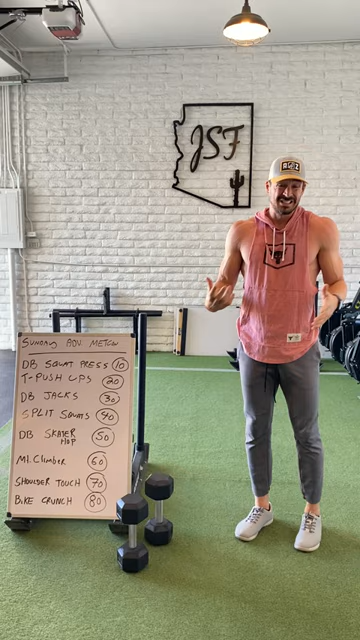 JSF
SUNDAY BODY METCON
DB SQUAT PRESS 10
T-PUSH UPS 20
DB JACKS 30
SPLIT SQUATS 40
DB SKATER HOP 50
Mt. Climber 60
SHOULDER TOUCH 70
BIKE CRUNCH 80